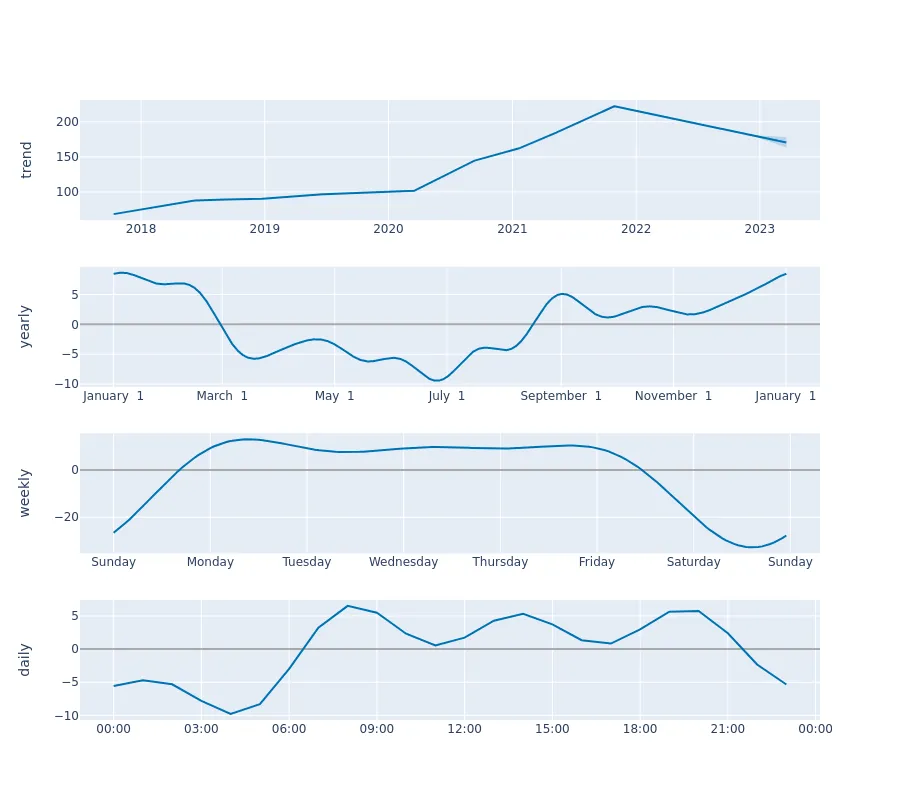 trend
200
150
100
2018 2019 2020 2021 2022 2023
yearly
5
0
−5
−10
January 1 March 1 May 1 July 1 September 1 November 1 January 1
weekly
0
−20
Sunday Monday Tuesday Wednesday Thursday Friday Saturday Sunday
daily
5
0
−5
−10
00:00 03:00 06:00 09:00 12:00 15:00 18:00 21:00 00:00